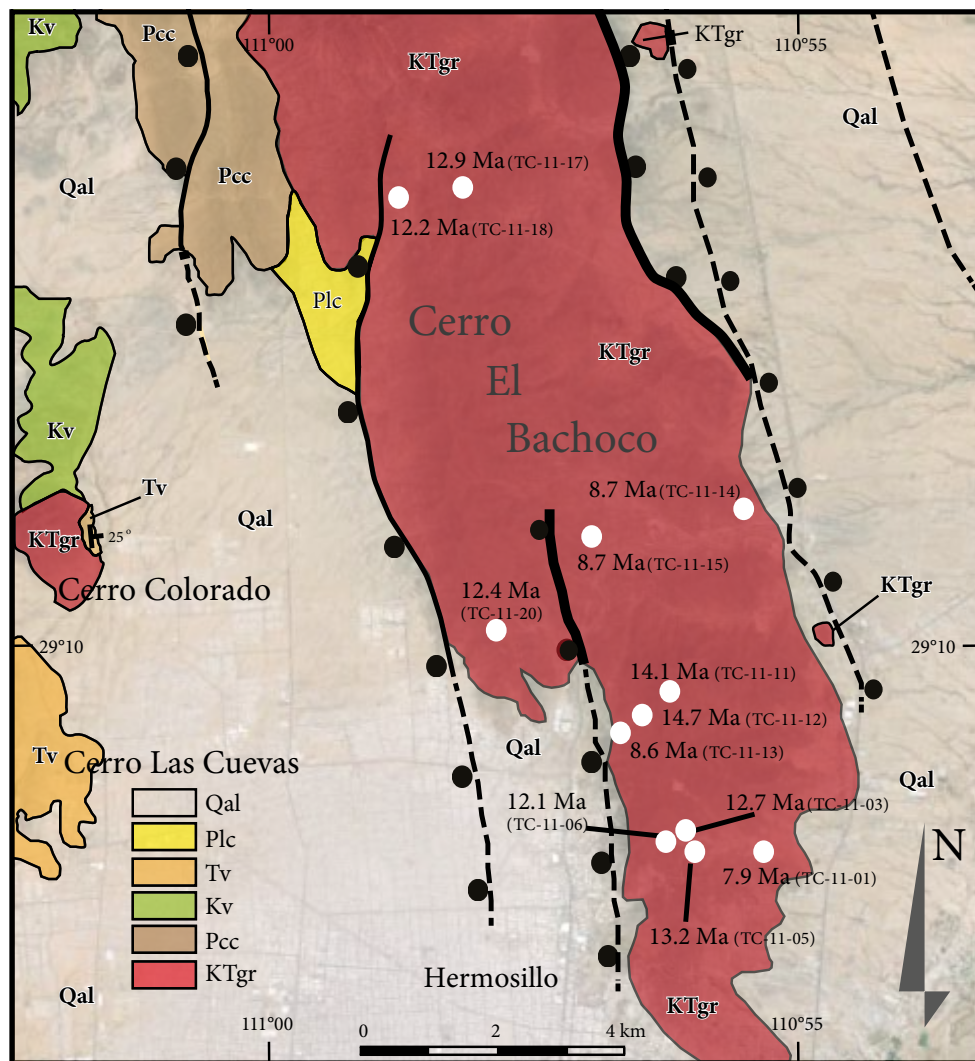 Kv
Pcc
111°00
KTgr
KTgr
110°55
Qal
Qal
Pcc
12.9 Ma (TC-11-17)
12.2 Ma (TC-11-18)
Plc
Cerro
El
Bachoco
KTgr
Kv
Tv
Qal
8.7 Ma (TC-11-14)
KTgr
25°
8.7 Ma (TC-11-15)
Cerro Colorado
12.4 Ma
(TC-11-20)
KTgr
29°10
29°10
14.1 Ma (TC-11-11)
14.7 Ma (TC-11-12)
8.6 Ma (TC-11-13)
Qal
Tv
Cerro Las Cuevas
Qal
Qal
Plc
Tv
Kv
Pcc
KTgr
12.1 Ma
(TC-11-06)
12.7 Ma (TC-11-03)
7.9 Ma (TC-11-01)
13.2 Ma (TC-11-05)
N
Hermosillo
Qal
KTgr
111°00
0 2 4 km
110°55